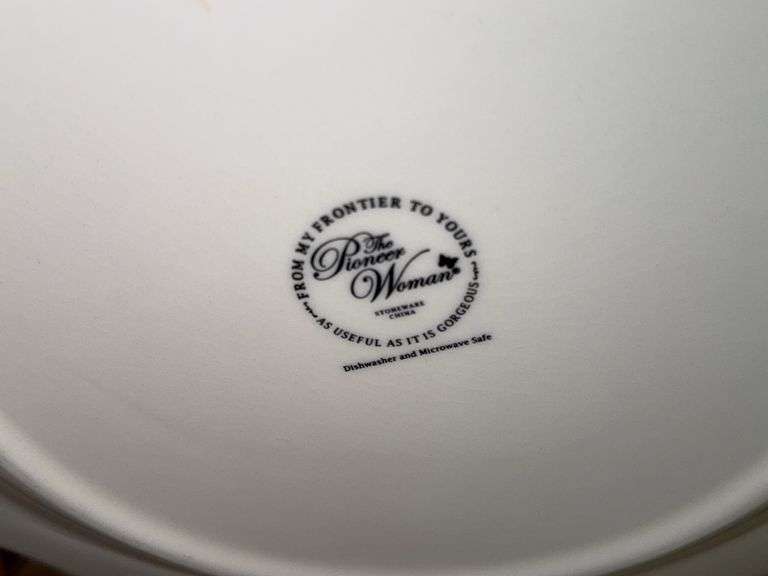 FROM MY FRONTIER TO YOURS
The
Pioneer
Woman®
STONEWARE
CHINA
AS USEFUL AS IT IS GORGEOUS
Dishwasher and Microwave Safe